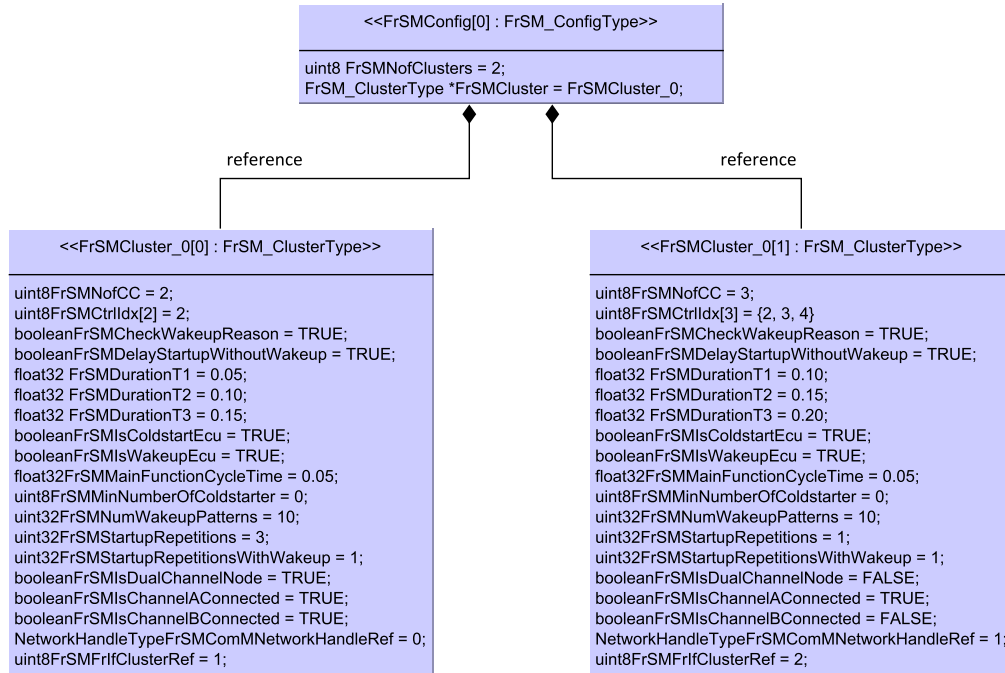 <<FrSMConfig[0] : FrSM_ConfigType>>
uint8 FrSMNofClusters = 2;
FrSM_ClusterType *FrSMCluster = FrSMCluster_0;
reference
reference
<<FrSMCluster_0[0] : FrSM_ClusterType>>
uint8FrSMNofCC = 2;
uint8FrSMCtrlIdx[2] = 2;
booleanFrSMCheckWakeupReason = TRUE;
booleanFrSMDelayStartupWithoutWakeup = TRUE;
float32 FrSMDurationT1 = 0.05;
float32 FrSMDurationT2 = 0.10;
float32 FrSMDurationT3 = 0.15;
booleanFrSMIsColdstartEcu = TRUE;
booleanFrSMIsWakeupEcu = TRUE;
float32FrSMMainFunctionCycleTime = 0.05;
uint8FrSMMinNumberOfColdstarter = 0;
uint32FrSMNumWakeupPatterns = 10;
uint32FrSMStartupRepetitions = 3;
uint32FrSMStartupRepetitionsWithWakeup = 1;
booleanFrSMIsDualChannelNode = TRUE;
booleanFrSMIsChannelAConnected = TRUE;
booleanFrSMIsChannelBConnected = TRUE;
NetworkHandleTypeFrSMComMNetworkHandleRef = 0;
uint8FrSMFrIfClusterRef = 1;
<<FrSMCluster_0[1] : FrSM_ClusterType>>
uint8FrSMNofCC = 3;
uint8FrSMCtrlIdx[3] = {2, 3, 4}
booleanFrSMCheckWakeupReason = TRUE;
booleanFrSMDelayStartupWithoutWakeup = TRUE;
float32 FrSMDurationT1 = 0.10;
float32 FrSMDurationT2 = 0.15;
float32 FrSMDurationT3 = 0.20;
booleanFrSMIsColdstartEcu = TRUE;
booleanFrSMIsWakeupEcu = TRUE;
float32FrSMMainFunctionCycleTime = 0.05;
uint8FrSMMinNumberOfColdstarter = 0;
uint32FrSMNumWakeupPatterns = 10;
uint32FrSMStartupRepetitions = 1;
uint32FrSMStartupRepetitionsWithWakeup = 1;
booleanFrSMIsDualChannelNode = FALSE;
booleanFrSMIsChannelAConnected = TRUE;
booleanFrSMIsChannelBConnected = FALSE;
NetworkHandleTypeFrSMComMNetworkHandleRef = 1;
uint8FrSMFrIfClusterRef = 2;